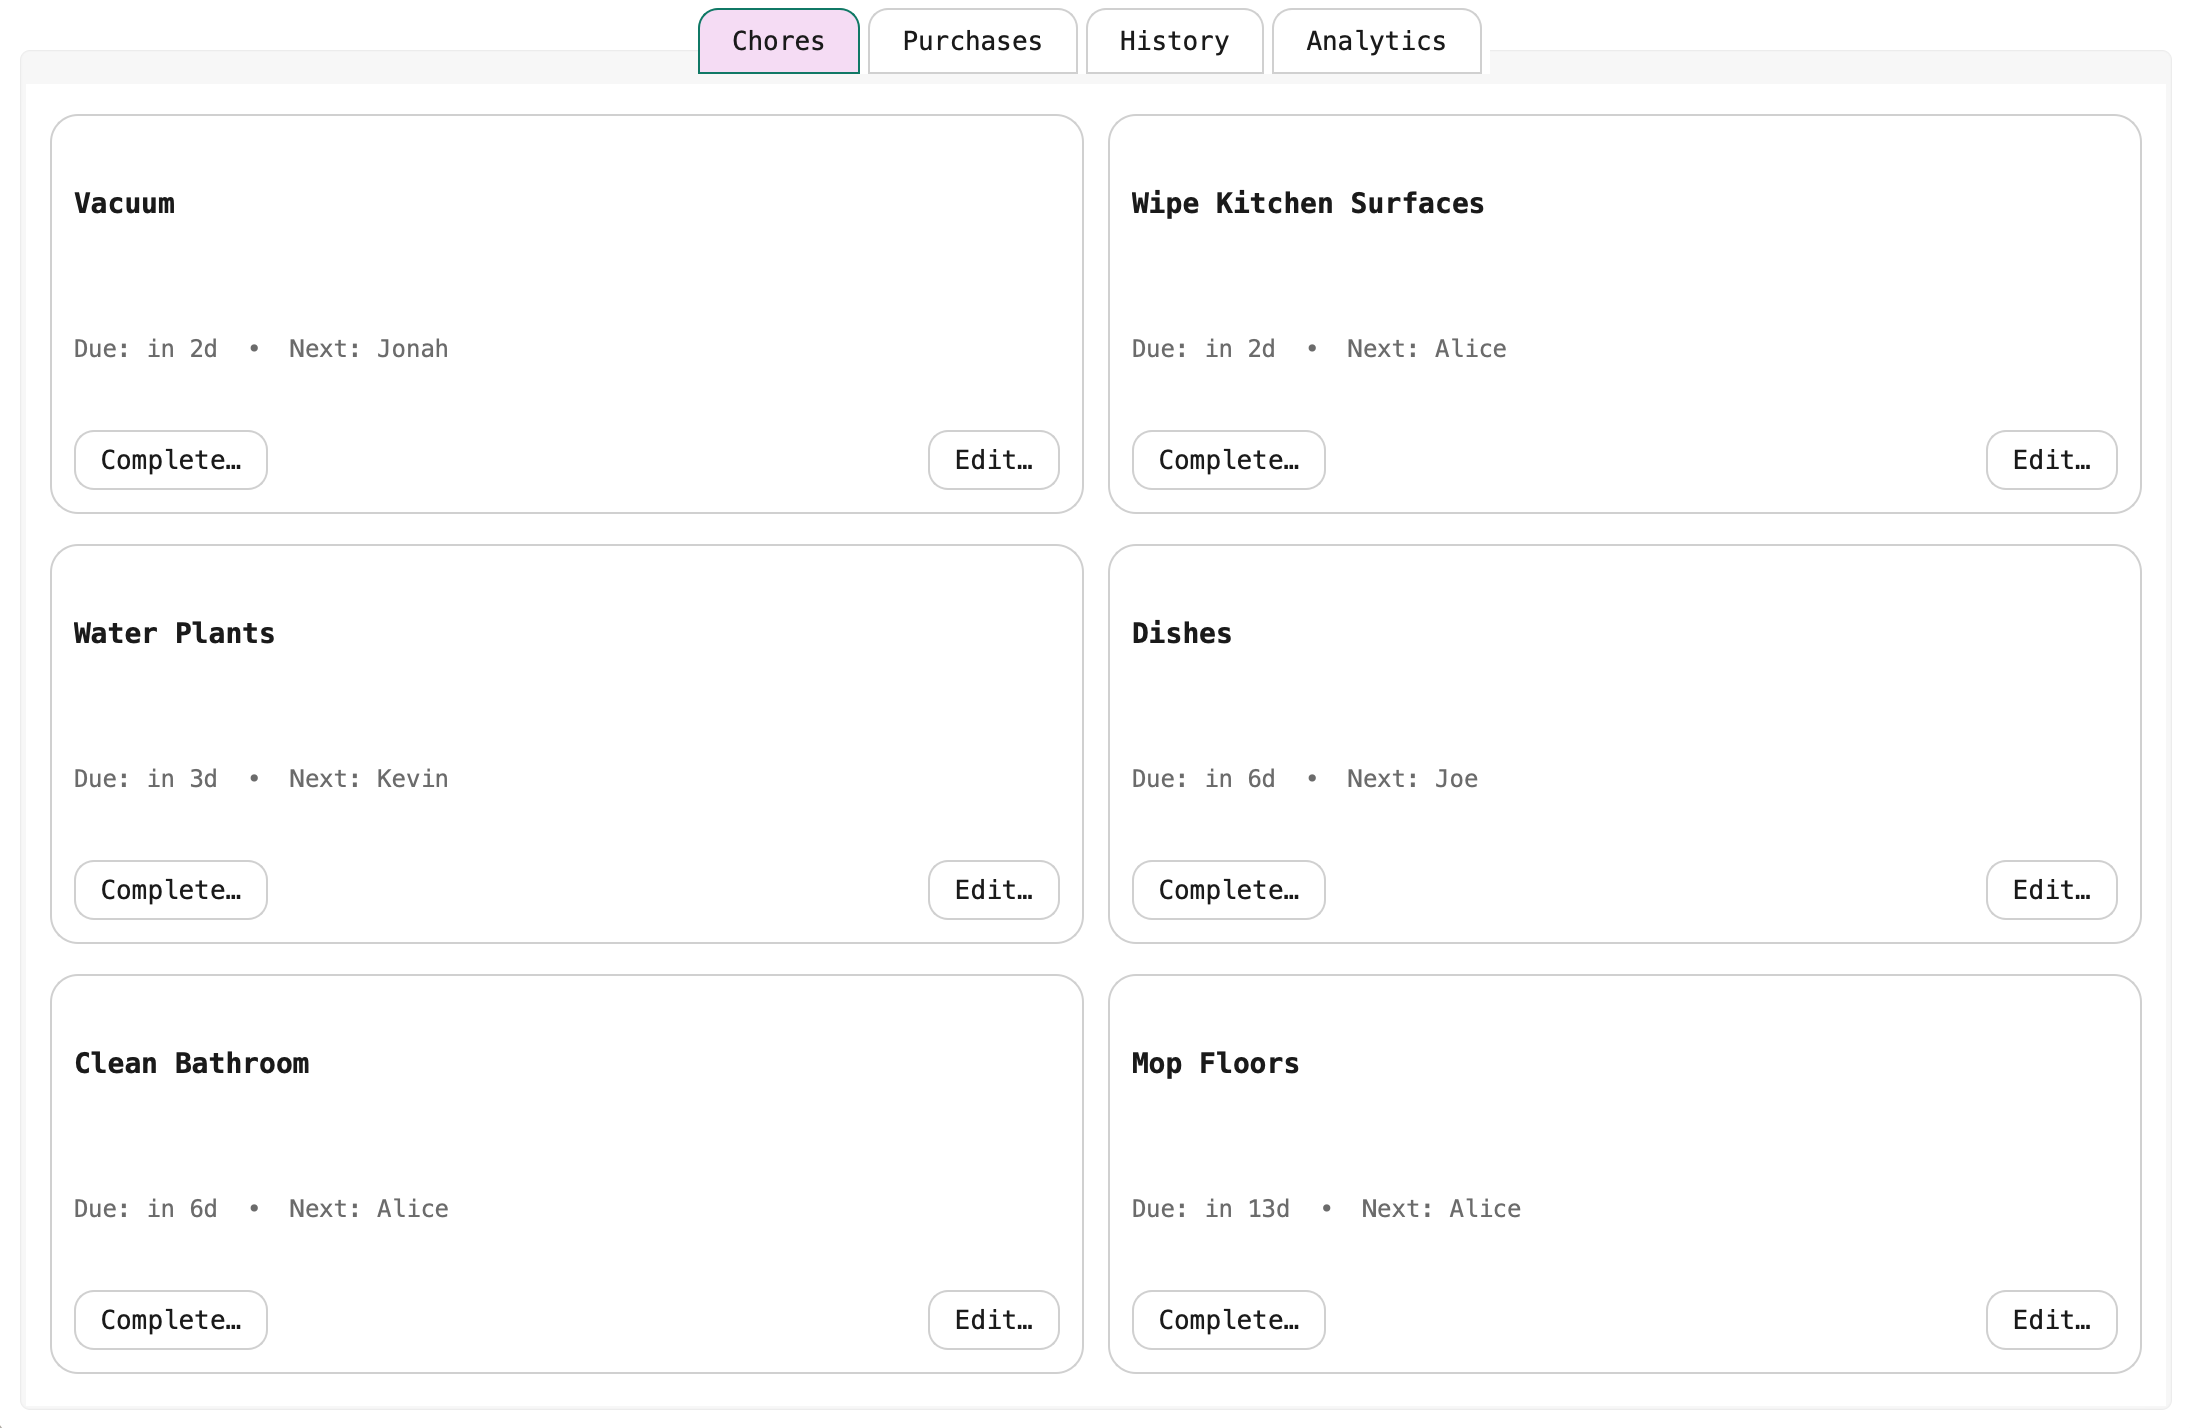 Chores Purchases History Analytics
Vacuum
Due: in 2d • Next: Jonah
Complete… Edit…
Wipe Kitchen Surfaces
Due: in 2d • Next: Alice
Complete… Edit…
Water Plants
Due: in 3d • Next: Kevin
Complete… Edit…
Dishes
Due: in 6d • Next: Joe
Complete… Edit…
Clean Bathroom
Due: in 6d • Next: Alice
Complete… Edit…
Mop Floors
Due: in 13d • Next: Alice
Complete… Edit…